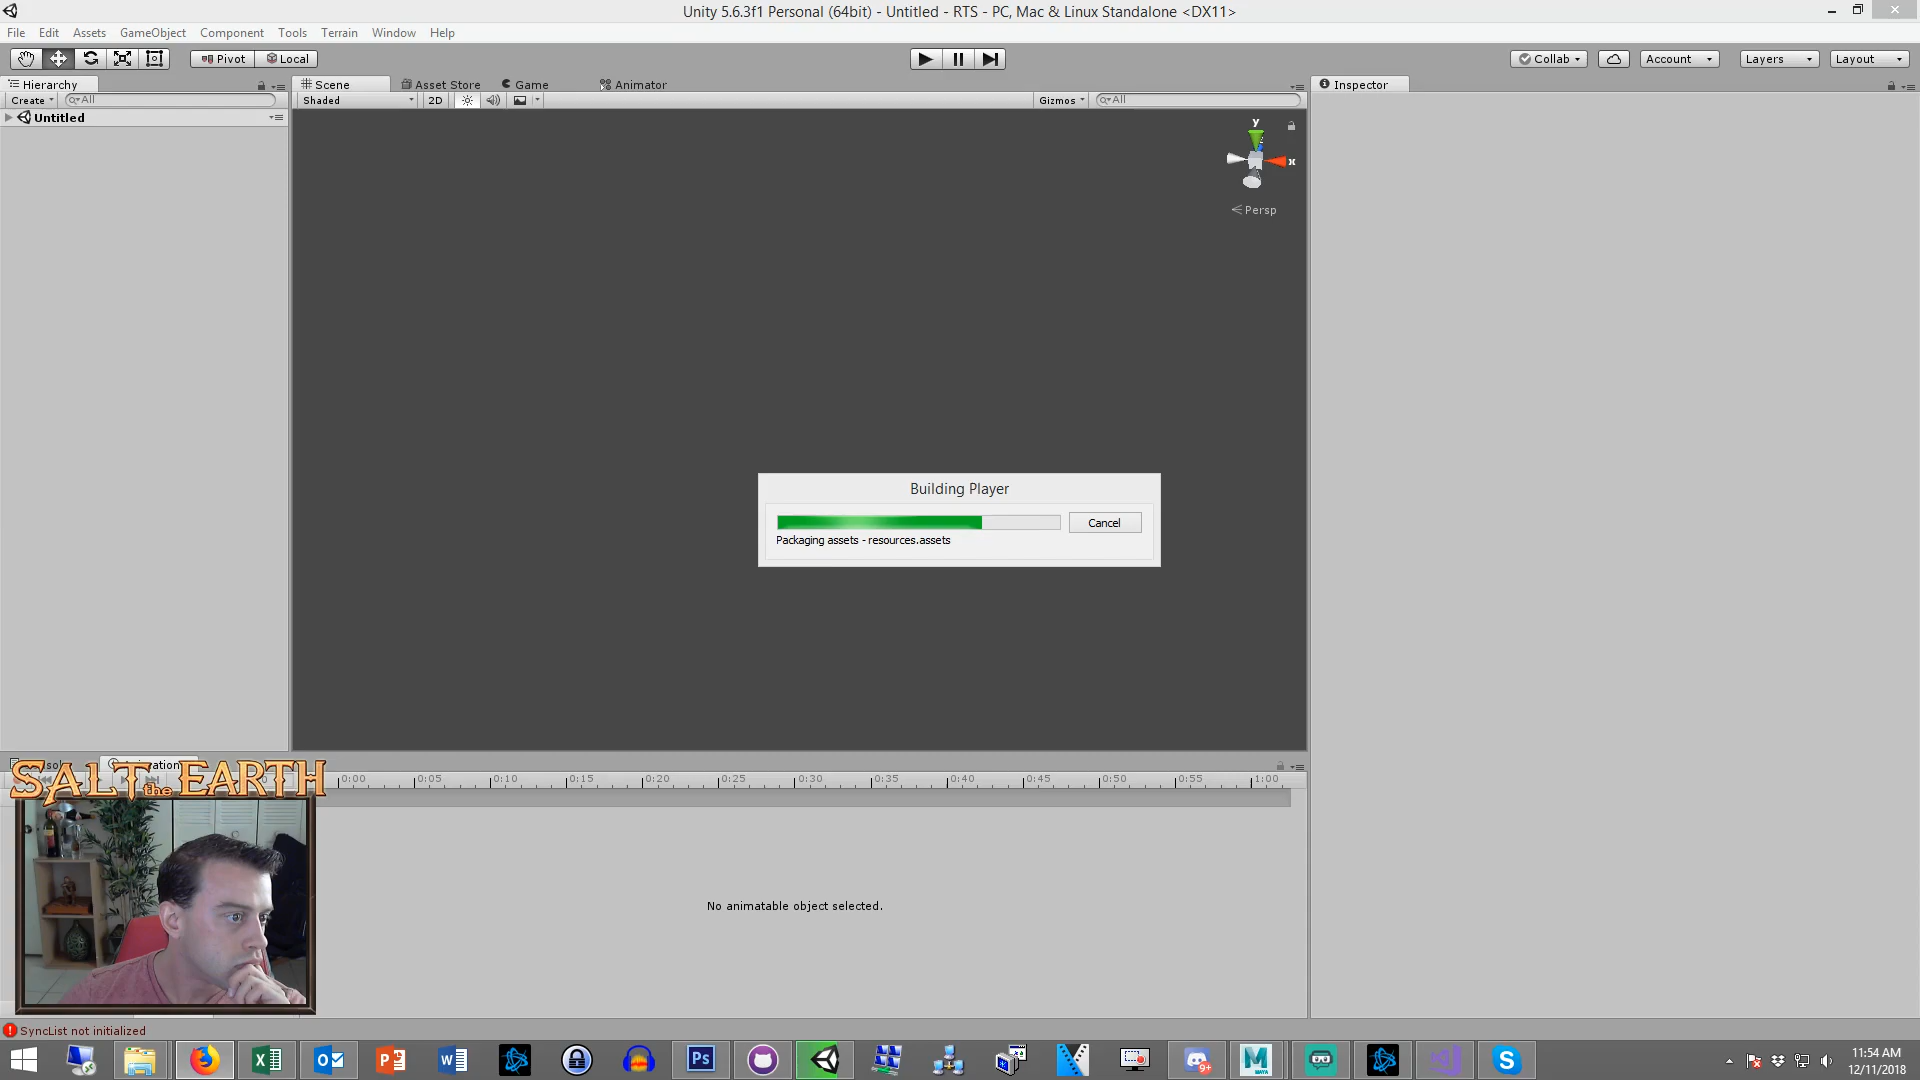 Unity 5.6.3f1 Personal (64bit) - Untitled - RTS - PC, Mac & Linux Standalone <DX11>
File Edit Assets GameObject Component Tools Terrain Window Help
Pivot Local Collab Account Layers Layout
Hierarchy Scene Asset Store Game Animator Inspector
Create All Shaded 2D Gizmos All
Untitled
y
x
Persp
Building Player
Cancel
Packaging assets - resources.assets
SALT the EARTH
0:00 0:05 0:10 0:15 0:20 0:25 0:30 0:35 0:40 0:45 0:50 0:55 1:00
No animatable object selected.
SyncList not initialized
Ps
9+
MAYA
11:54 AM
12/11/2018